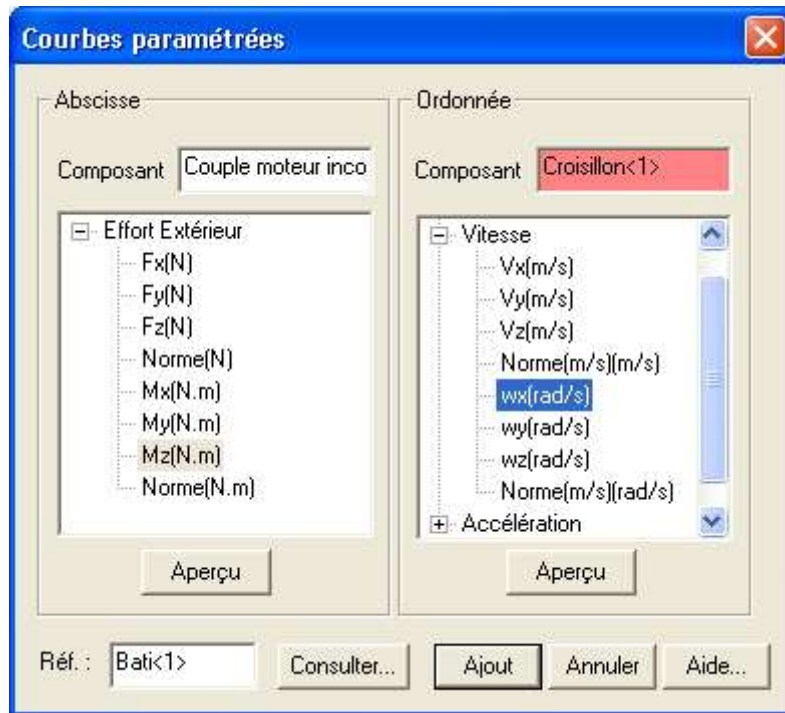 Courbes paramétrées
Abscisse
Composant Couple moteur inco
Effort Extérieur
Fx(N)
Fy(N)
Fz(N)
Norme(N)
Mx(N.m)
My(N.m)
Mz(N.m)
Norme(N.m)
Aperçu
Ordonnée
Composant Croisillon<1>
Vitesse
Vx(m/s)
Vy(m/s)
Vz(m/s)
Norme(m/s)(m/s)
wx(rad/s)
wy(rad/s)
wz(rad/s)
Norme(m/s)(rad/s)
Accélération
Aperçu
Réf. : Bati<1> Consulter... Ajout Annuler Aide...